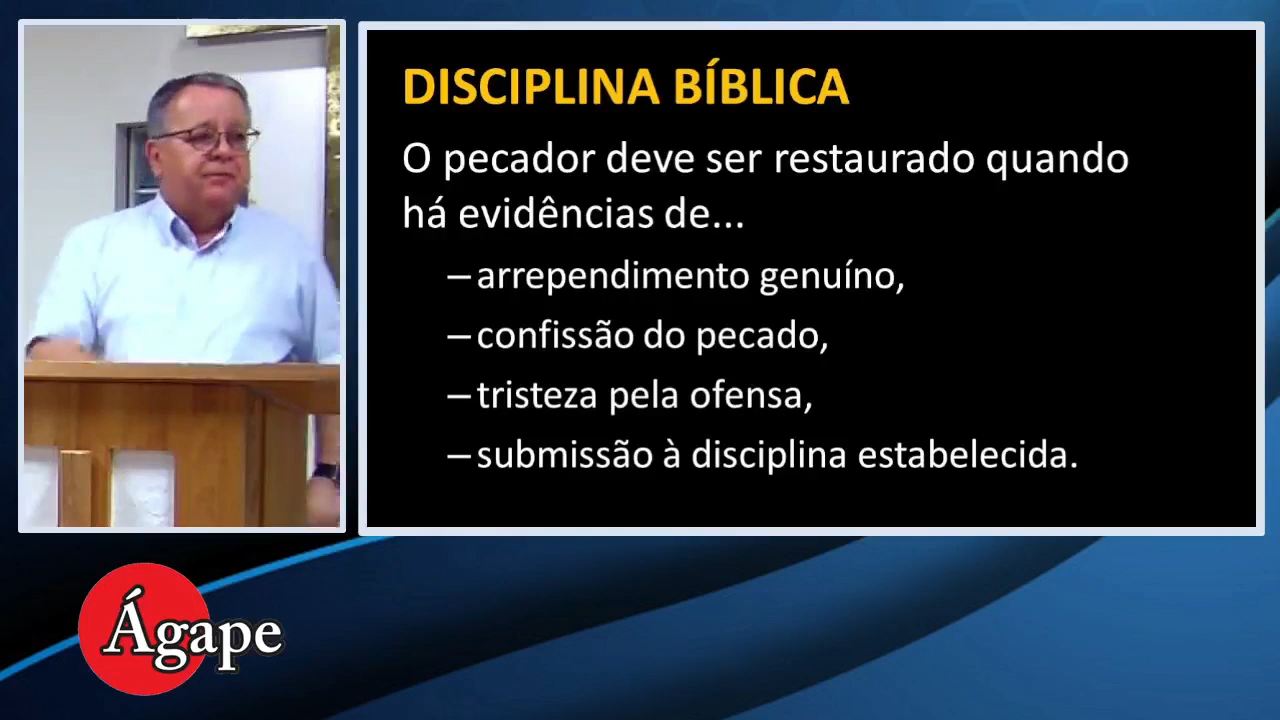 DISCIPLINA BÍBLICA
O pecador deve ser restaurado quando
há evidências de...
– arrependimento genuíno,
– confissão do pecado,
– tristeza pela ofensa,
– submissão à disciplina estabelecida.
Ágape